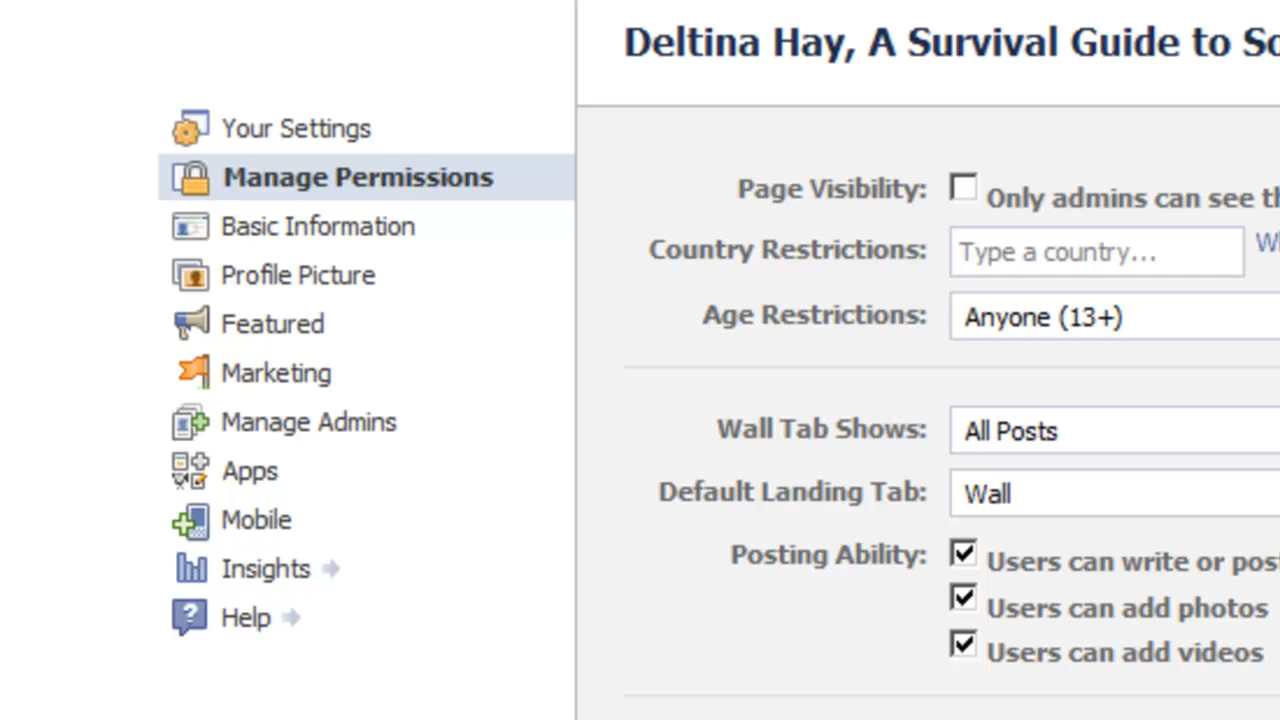 Deltina Hay, A Survival Guide to
Your Settings
Manage Permissions
Basic Information
Profile Picture
Featured
Marketing
Manage Admins
Apps
Mobile
Insights
Help
Page Visibility: Only admins can see
Country Restrictions: Type a country...
Age Restrictions: Anyone (13+)
Wall Tab Shows: All Posts
Default Landing Tab: Wall
Posting Ability: Users can write or post
Users can add photos
Users can add videos